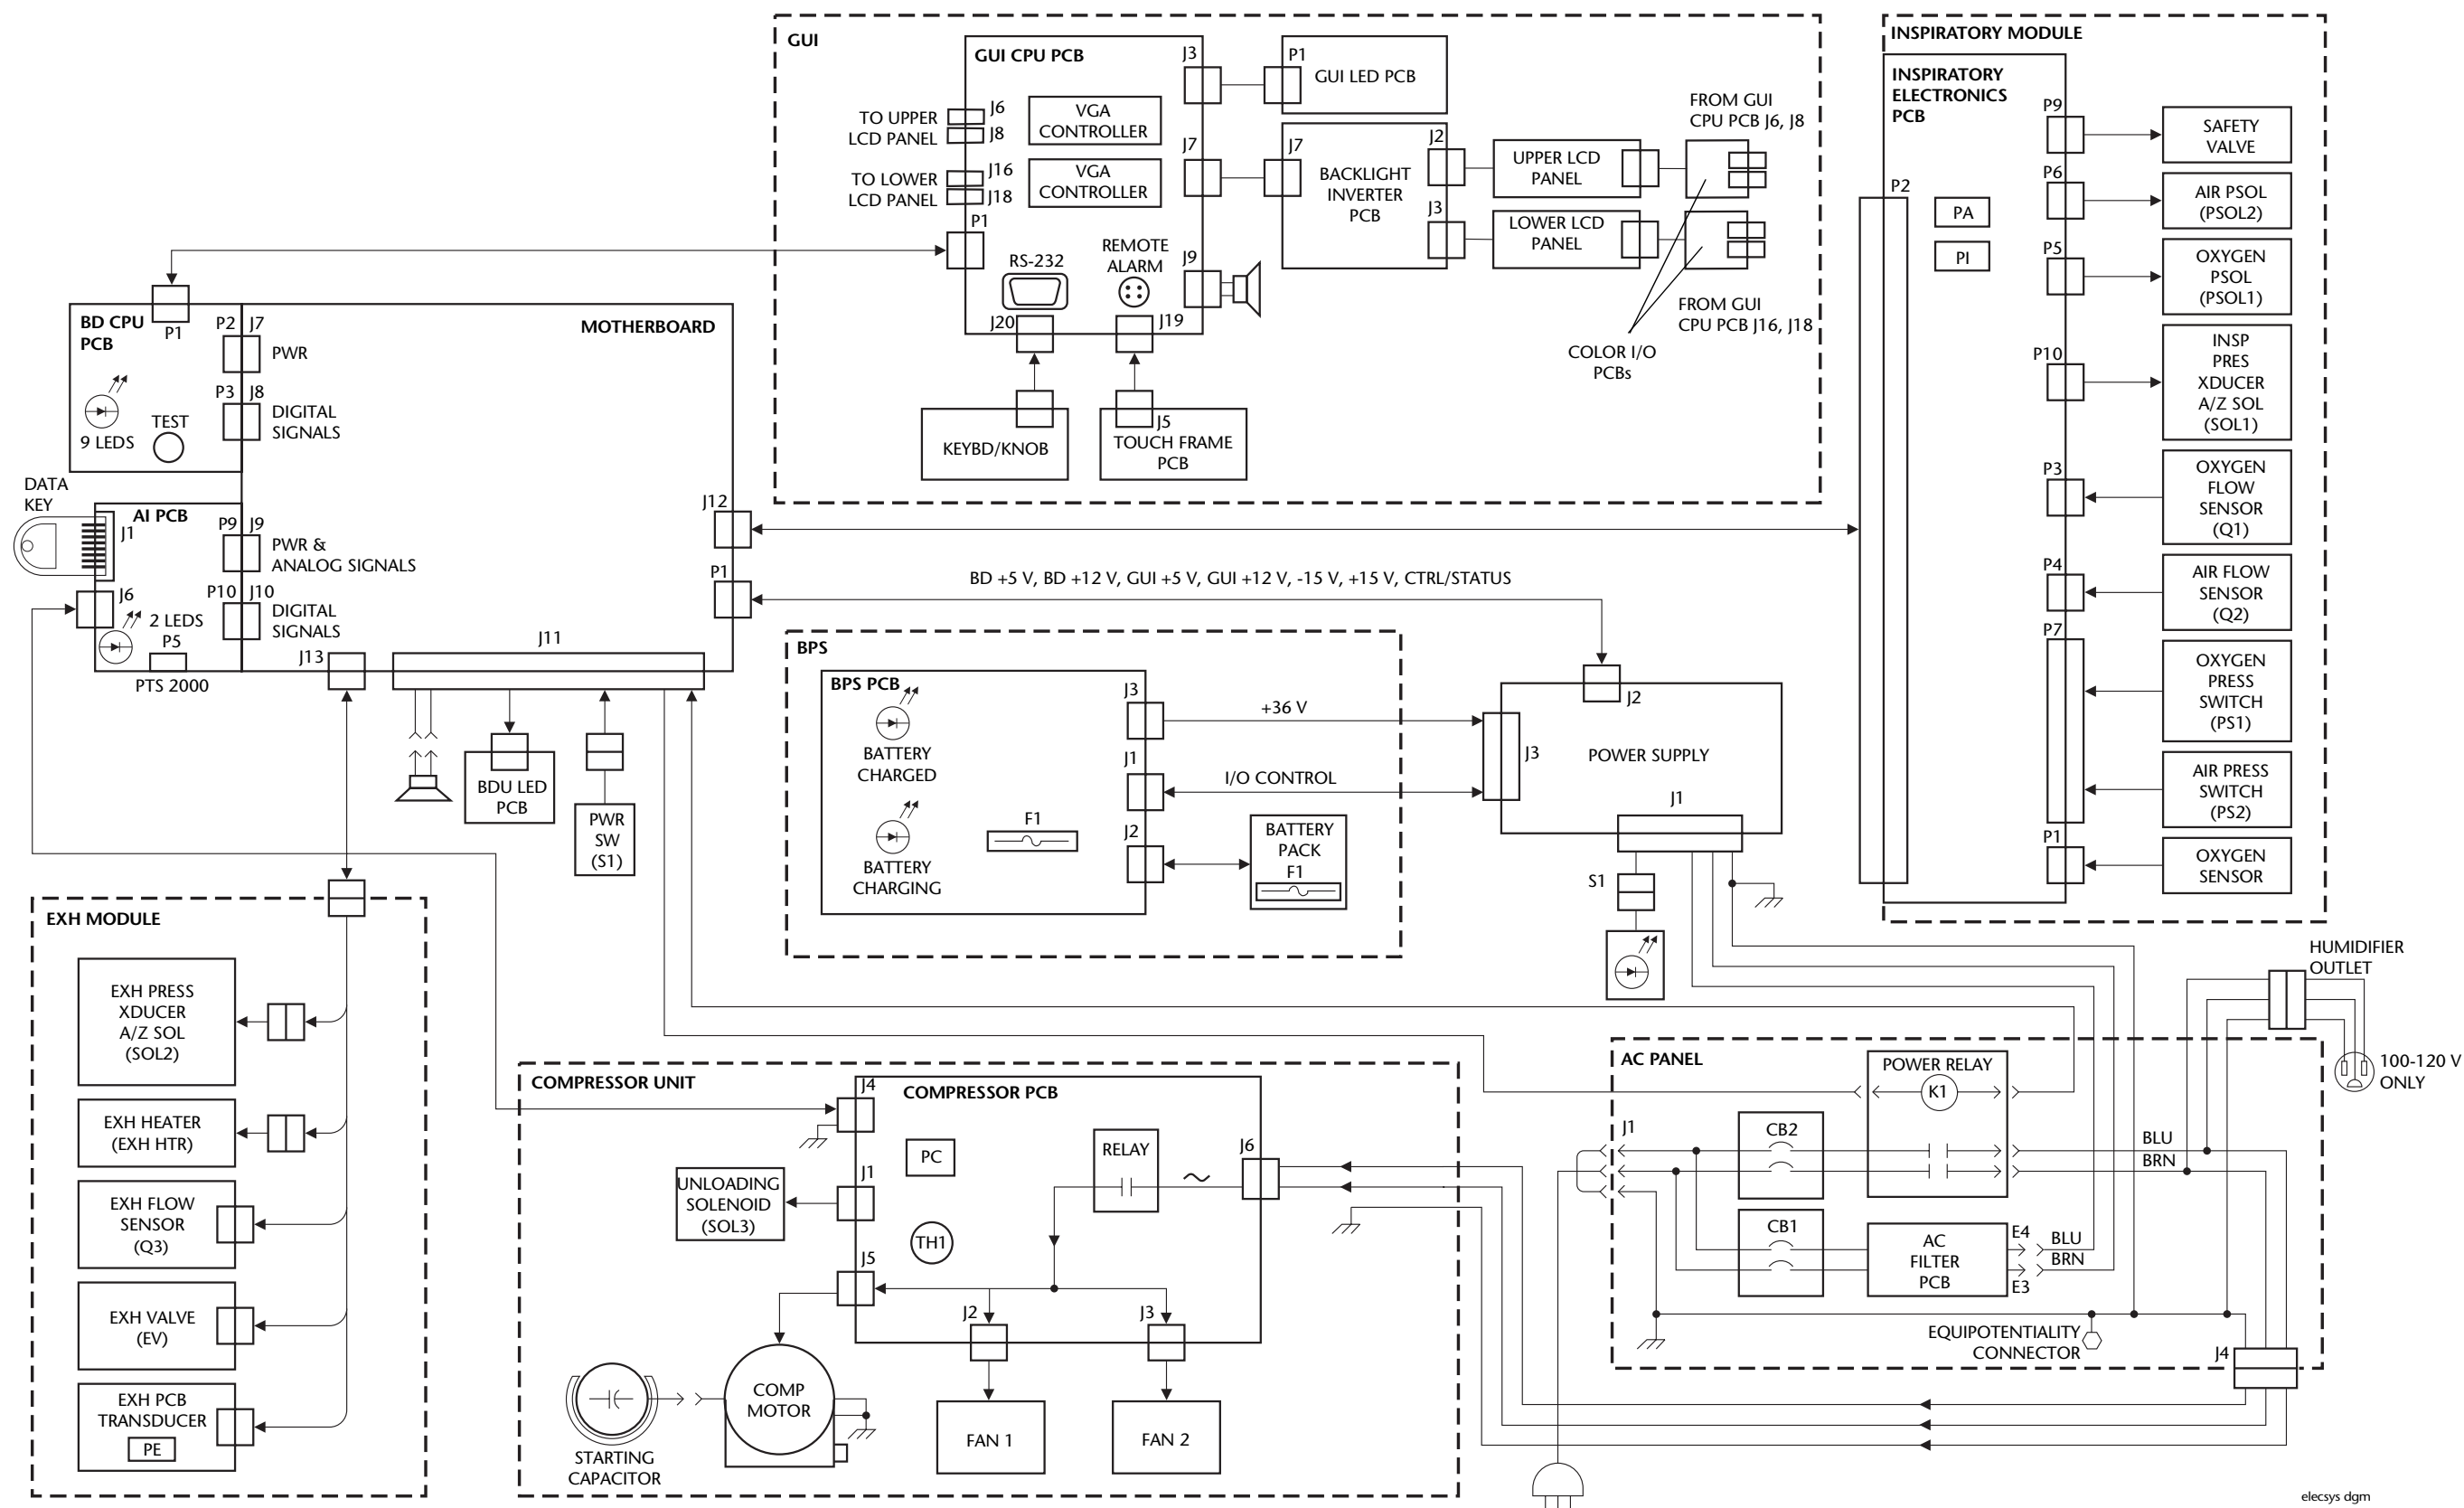 GUI
GUI CPU PCB
J3
P1
GUI LED PCB
TO UPPER
LCD PANEL
J6
J8
VGA
CONTROLLER
TO LOWER
LCD PANEL
J16
J18
VGA
CONTROLLER
J7
J7
BACKLIGHT
INVERTER
PCB
J2
J3
UPPER LCD
PANEL
LOWER LCD
PANEL
FROM GUI
CPU PCB J6, J8
FROM GUI
CPU PCB J16, J18
COLOR I/O
PCBs
P1
RS-232
REMOTE
ALARM
J9
J20
J19
KEYBD/KNOB
J5
TOUCH FRAME
PCB
INSPIRATORY MODULE
INSPIRATORY
ELECTRONICS
PCB
P2
PA
PI
P9
SAFETY
VALVE
P6
AIR PSOL
(PSOL2)
P5
OXYGEN
PSOL
(PSOL1)
P10
INSP
PRES
XDUCER
A/Z SOL
(SOL1)
P3
OXYGEN
FLOW
SENSOR
(Q1)
P4
AIR FLOW
SENSOR
(Q2)
P7
OXYGEN
PRESS
SWITCH
(PS1)
AIR PRESS
SWITCH
(PS2)
P1
OXYGEN
SENSOR
BD CPU
PCB
P1
P2
J7
PWR
MOTHERBOARD
P3
J8
DIGITAL
SIGNALS
9 LEDS
TEST
DATA
KEY
J1
AI PCB
P9
J9
PWR &
ANALOG SIGNALS
J6
2 LEDS
P5
P10
J10
DIGITAL
SIGNALS
PTS 2000
J13
J11
J12
P1
BD +5 V, BD +12 V, GUI +5 V, GUI +12 V, -15 V, +15 V, CTRL/STATUS
BDU LED
PCB
PWR
SW
(S1)
BPS
BPS PCB
BATTERY
CHARGED
BATTERY
CHARGING
F1
J3
+36 V
J1
I/O CONTROL
J2
BATTERY
PACK
F1
J2
J3
POWER SUPPLY
J1
S1
EXH MODULE
EXH PRESS
XDUCER
A/Z SOL
(SOL2)
EXH HEATER
(EXH HTR)
EXH FLOW
SENSOR
(Q3)
EXH VALVE
(EV)
EXH PCB
TRANSDUCER
PE
COMPRESSOR UNIT
COMPRESSOR PCB
J4
PC
RELAY
J6
J1
UNLOADING
SOLENOID
(SOL3)
TH1
J5
J2
J3
COMP
MOTOR
STARTING
CAPACITOR
FAN 1
FAN 2
HUMIDIFIER
OUTLET
100-120 V
ONLY
AC PANEL
POWER RELAY
K1
J1
CB2
BLU
BRN
CB1
AC
FILTER
PCB
E4
BLU
BRN
E3
EQUIPOTENTIALITY
CONNECTOR
J4
elecsys dgm